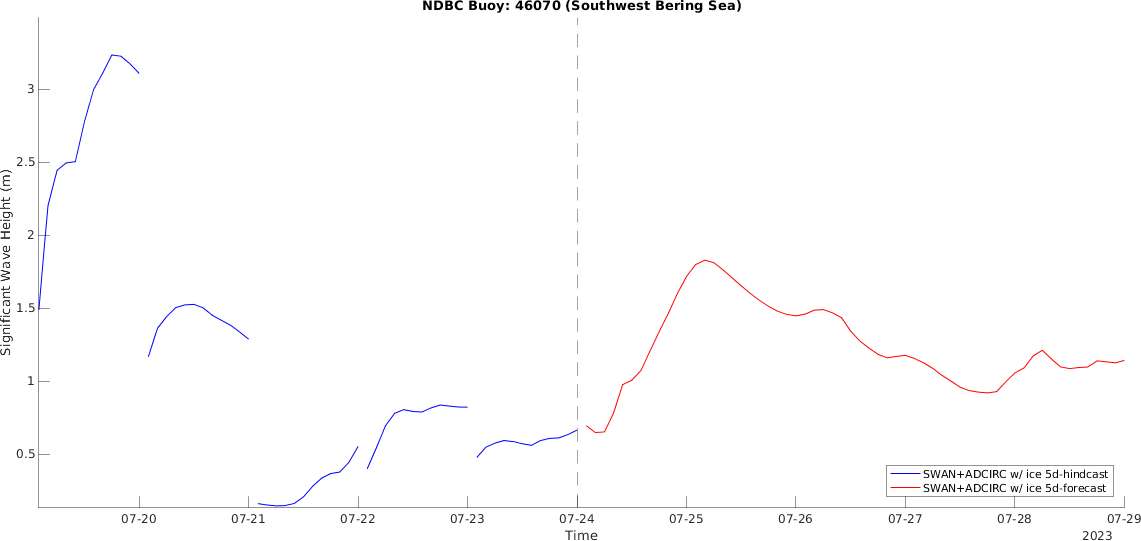 NDBC Buoy: 46070 (Southwest Bering Sea)
Significant Wave Height (m)
3
2.5
2
1.5
1
0.5
SWAN+ADCIRC w/ ice 5d-hindcast
SWAN+ADCIRC w/ ice 5d-forecast
07-20 07-21 07-22 07-23 07-24 07-25 07-26 07-27 07-28 07-29
Time
2023